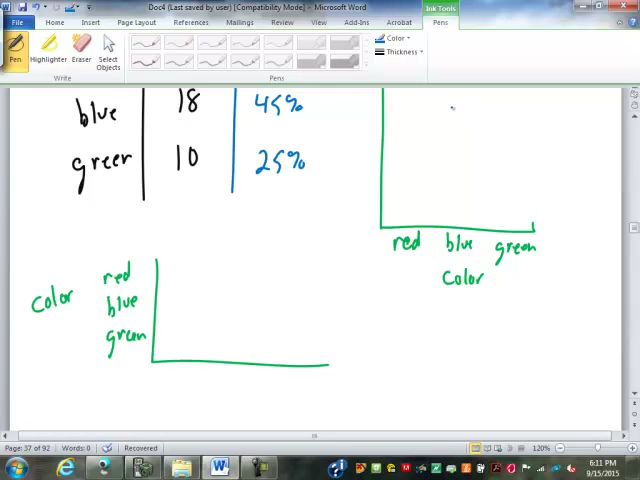 Doc4 (Last saved by user) [Compatibility Mode] - Microsoft Word
Ink Tools
File Home Insert Page Layout References Mailings Review View Add-Ins Acrobat Pens
Pen Highlighter Eraser Select Objects
Color
Thickness
Write Pens
blue 18 45%
green 10 25%
red blue green
Color
red
Color blue
green
Page: 37 of 92 Words: 0 Recovered 120%
6:11 PM
9/15/2015